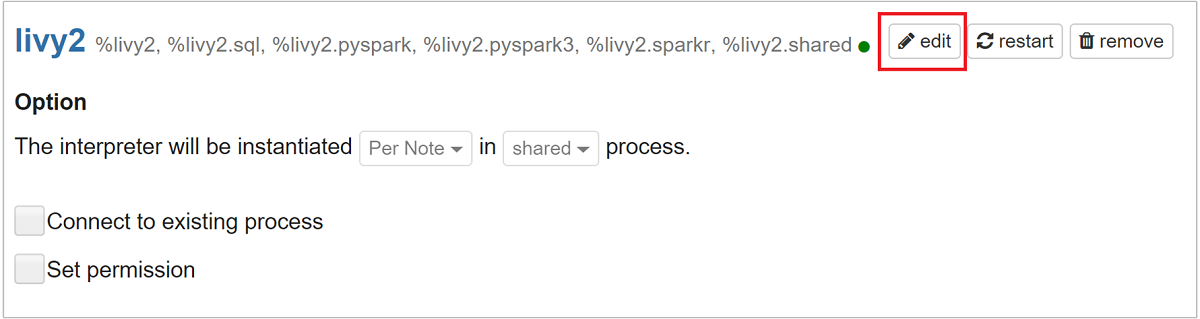 livy2 %livy2, %livy2.sql, %livy2.pyspark, %livy2.pyspark3, %livy2.sparkr, %livy2.shared edit restart remove
Option
The interpreter will be instantiated Per Note in shared process.
Connect to existing process
Set permission